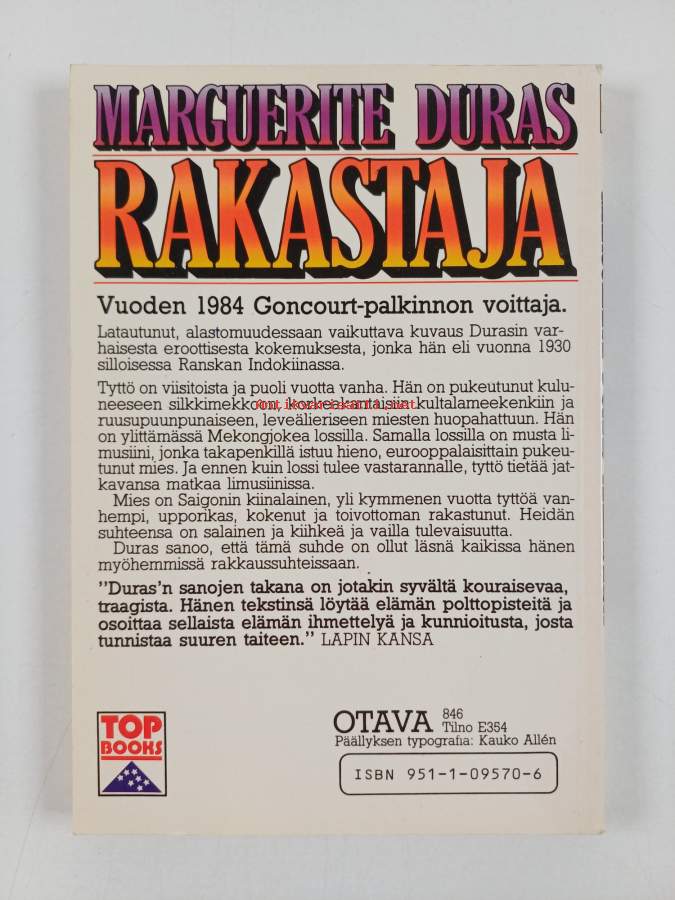 MARGUERITE DURAS
RAKASTAJA
Vuoden 1984 Goncourt-palkinnon voittaja.
Latautunut, alastomuudessaan vaikuttava kuvaus Durasin var-
haisesta eroottisesta kokemuksesta, jonka hän eli vuonna 1930
silloisessa Ranskan Indokiinassa.
Tyttö on viisitoista ja puoli vuotta vanha. Hän on pukeutunut kulu-
neeseen silkkimekkoon, korkeakantaisiin kultalameekenkiin ja
Antikvariaatti.net
ruusupuunpunaiseen, leveälieriseen miesten huopahattuun. Hän
on ylittämässä Mekongjokea lossilla. Samalla lossilla on musta li-
musiini, jonka takapenkillä istuu hieno, eurooppalaisittain pukeu-
tunut mies. Ja ennen kuin lossi tulee vastarannalle, tyttö tietää jat-
kavansa matkaa limusiinissa.
Mies on Saigonin kiinalainen, yli kymmenen vuotta tyttöä van-
hempi, upporikas, kokenut ja toivottoman rakastunut. Heidän
suhteensa on salainen ja kiihkeä ja vailla tulevaisuutta.
Duras sanoo, että tämä suhde on ollut läsnä kaikissa hänen
myöhemmissä rakkaussuhteissaan.
"Duras'n sanojen takana on jotakin syvältä kouraisevaa,
traagista. Hänen tekstinsä löytää elämän polttopisteitä ja
osoittaa sellaista elämän ihmettelyä ja kunnioitusta, josta
tunnistaa suuren taiteen." LAPIN KANSA
TOP
BOOKS
OTAVA 846
Tilno E354
Päällyksen typografia: Kauko Allén
ISBN 951-1-09570-6